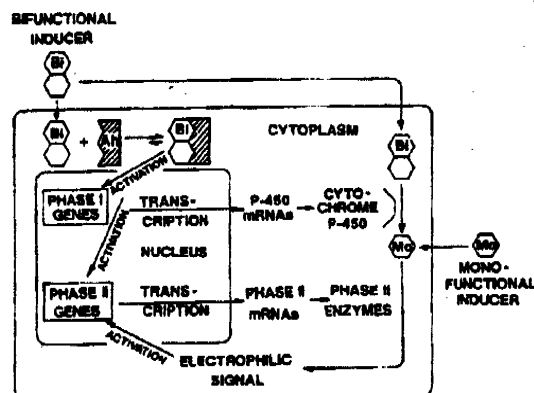 BIFUNCTIONAL
INDUCER
Bi
Bi + Ah Bi
CYTOPLASM
Bi
ACTIVATION
PHASE I
GENES
TRANS-
CRIPTION
P-450
mRNAs
CYTO-
CHROME
P-450
ACTIVATION
NUCLEUS
Mo
Mo
MONO-
FUNCTIONAL
INDUCER
PHASE II
GENES
TRANS-
CRIPTION
PHASE II
mRNAs
PHASE II
ENZYMES
ACTIVATION
ELECTROPHILIC
SIGNAL